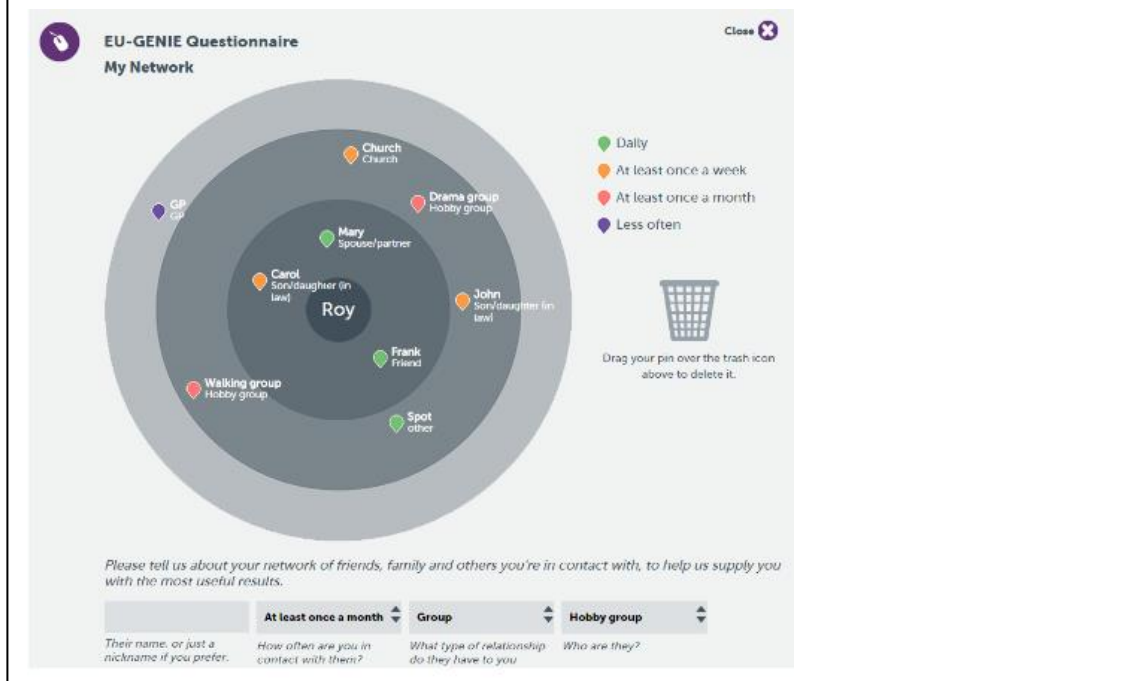 Close
EU-GENIE Questionnaire
My Network
Church
Church
Daily
At least once a week
At least once a month
Less often
GP
GP
Drama group
Hobby group
Mary
Spouse/partner
Carol
Son/daughter (in
law)
Roy
John
Son/daughter (in
law)
Frank
Friend
Walking group
Hobby group
Spot
other
Drag your pin over the trash icon
above to delete it.
Please tell us about your network of friends, family and others you're in contact with, to help us supply you
with the most useful results.
At least once a month Group Hobby group
Their name, or just a
nickname if you prefer.
How often are you in
contact with them?
What type of relationship
do they have to you
Who are they?